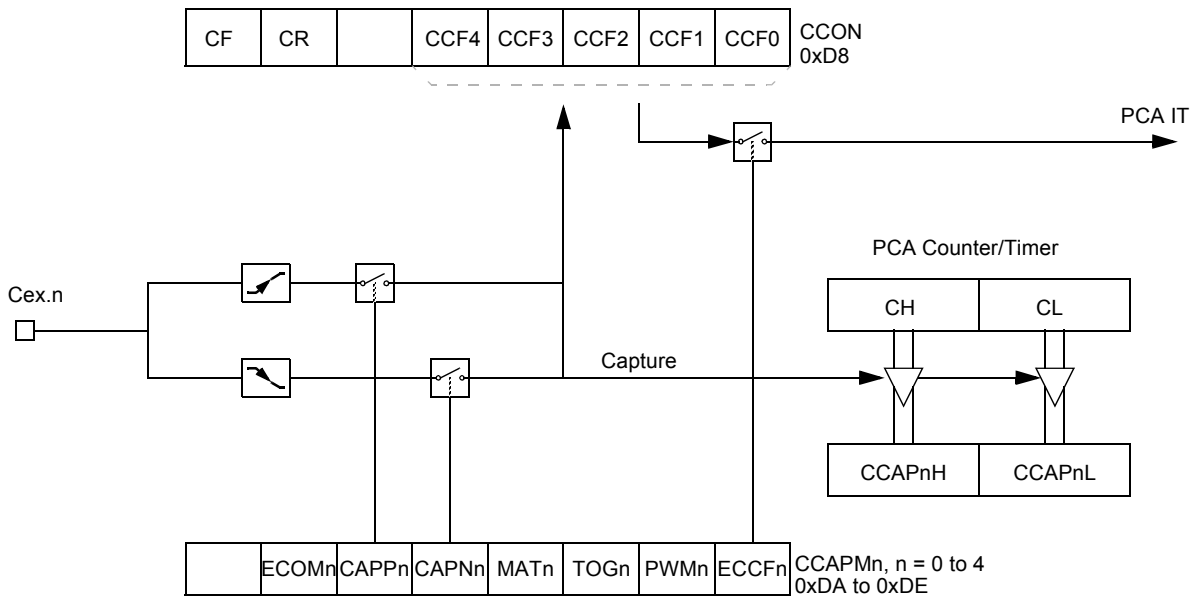 CF CR CCF4 CCF3 CCF2 CCF1 CCF0 CCON
0xD8
PCA IT
PCA Counter/Timer
Cex.n
CH CL
Capture
CCAPnH CCAPnL
ECOMn CAPPn CAPNn MATn TOGn PWMn ECCFn CCAPMn, n = 0 to 4
0xDA to 0xDE